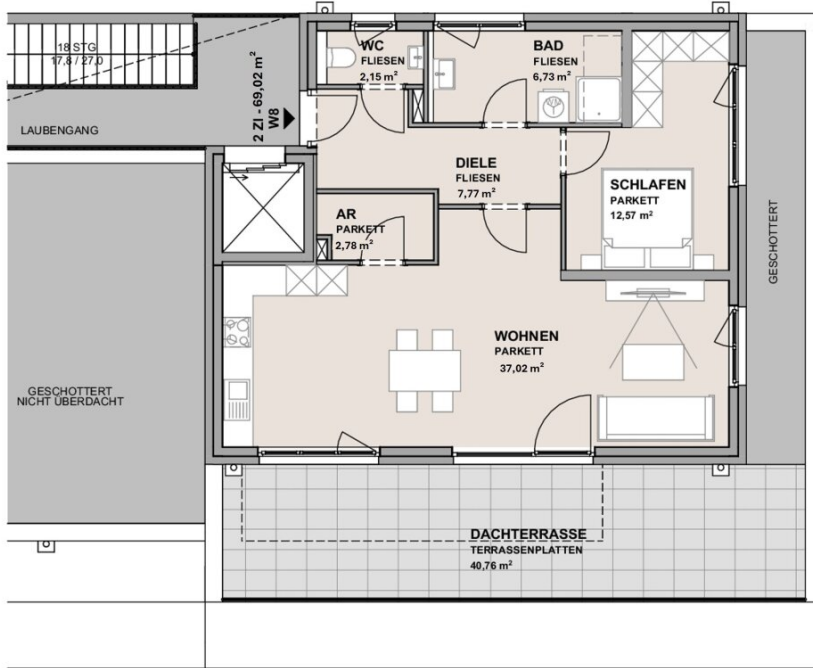 18 STG
17,8 / 27,0
LAUBENGANG
2 ZI - 69,02 m²
W8
WC
FLIESEN
2,15 m²
BAD
FLIESEN
6,73 m²
DIELE
FLIESEN
7,77 m²
SCHLAFEN
PARKETT
12,57 m²
AR
PARKETT
2,78 m²
GESCHOTTERT
WOHNEN
PARKETT
37,02 m²
GESCHOTTERT
NICHT ÜBERDACHT
DACHTERRASSE
TERRASSENPLATTEN
40,76 m²